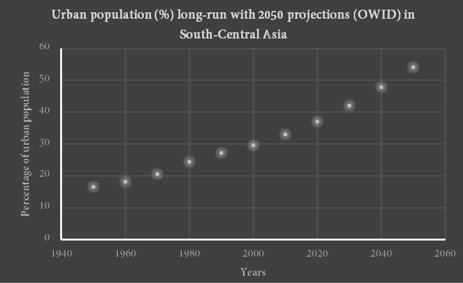 Urban population (%) long-run with 2050 projections (OWID) in
South-Central Asia
Percentage of urban population
60
50
40
30
20
10
0
1940 1960 1980 2000 2020 2040 2060
Years